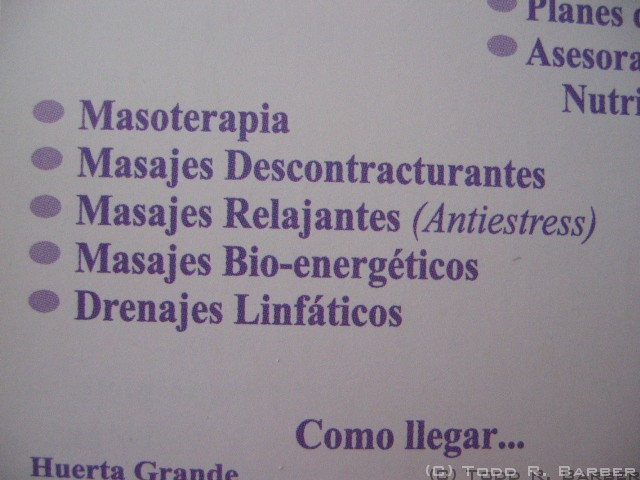 Planes
Asesora
Nutri
Masoterapia
Masajes Descontracturantes
Masajes Relajantes (Antiestress)
Masajes Bio-energéticos
Drenajes Linfáticos
Como llegar...
Huerta Grande
(C) Todd R. Barber